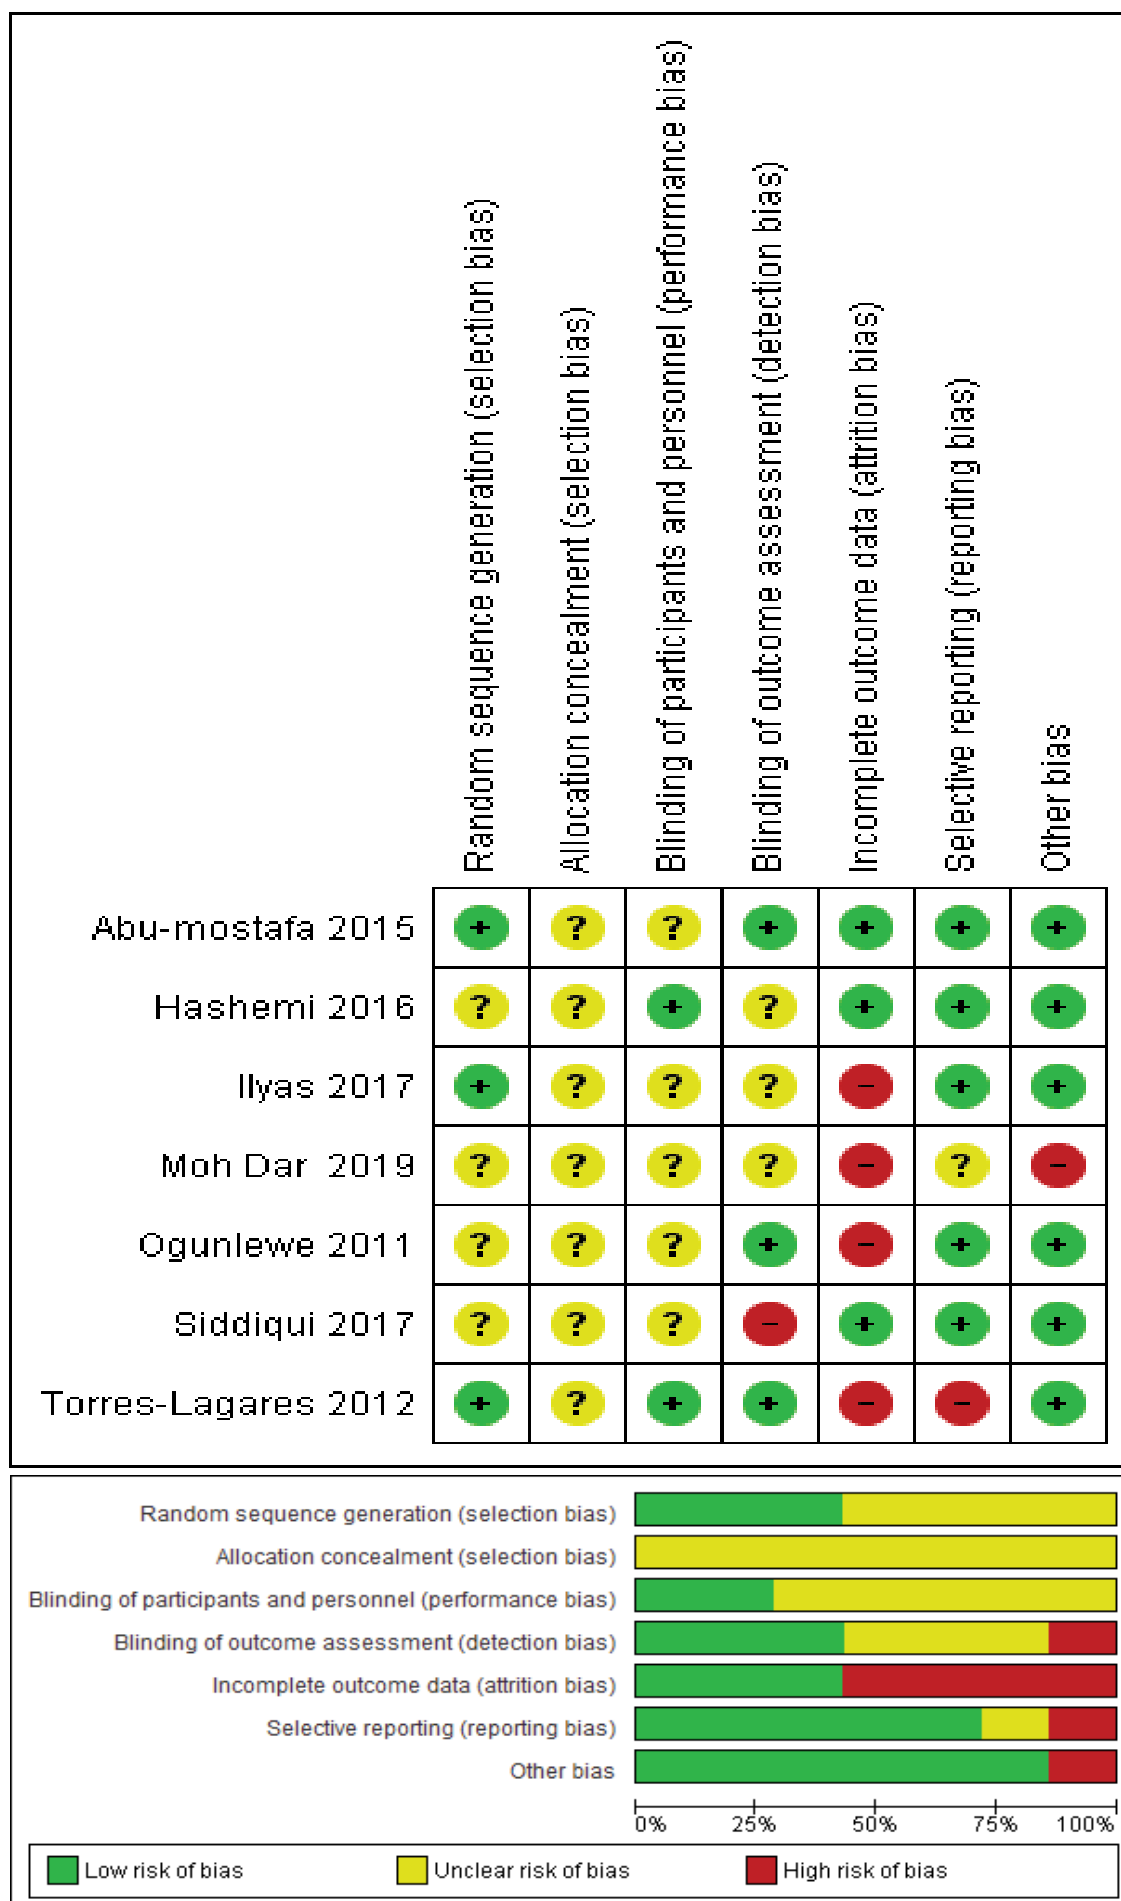 Random sequence generation (selection bias)
Allocation concealment (selection bias)
Blinding of participants and personnel (performance bias)
Blinding of outcome assessment (detection bias)
Incomplete outcome data (attrition bias)
Selective reporting (reporting bias)
Other bias
Abu-mostafa 2015 + ? ? + + + +
Hashemi 2016 ? ? + ? + + +
Ilyas 2017 + ? ? ? − + +
Moh Dar 2019 ? ? ? ? − ? −
Ogunlewe 2011 ? ? ? + − + +
Siddiqui 2017 ? ? ? − + + +
Torres-Lagares 2012 + ? + + − − +
Random sequence generation (selection bias)
Allocation concealment (selection bias)
Blinding of participants and personnel (performance bias)
Blinding of outcome assessment (detection bias)
Incomplete outcome data (attrition bias)
Selective reporting (reporting bias)
Other bias
0% 25% 50% 75% 100%
Low risk of bias Unclear risk of bias High risk of bias